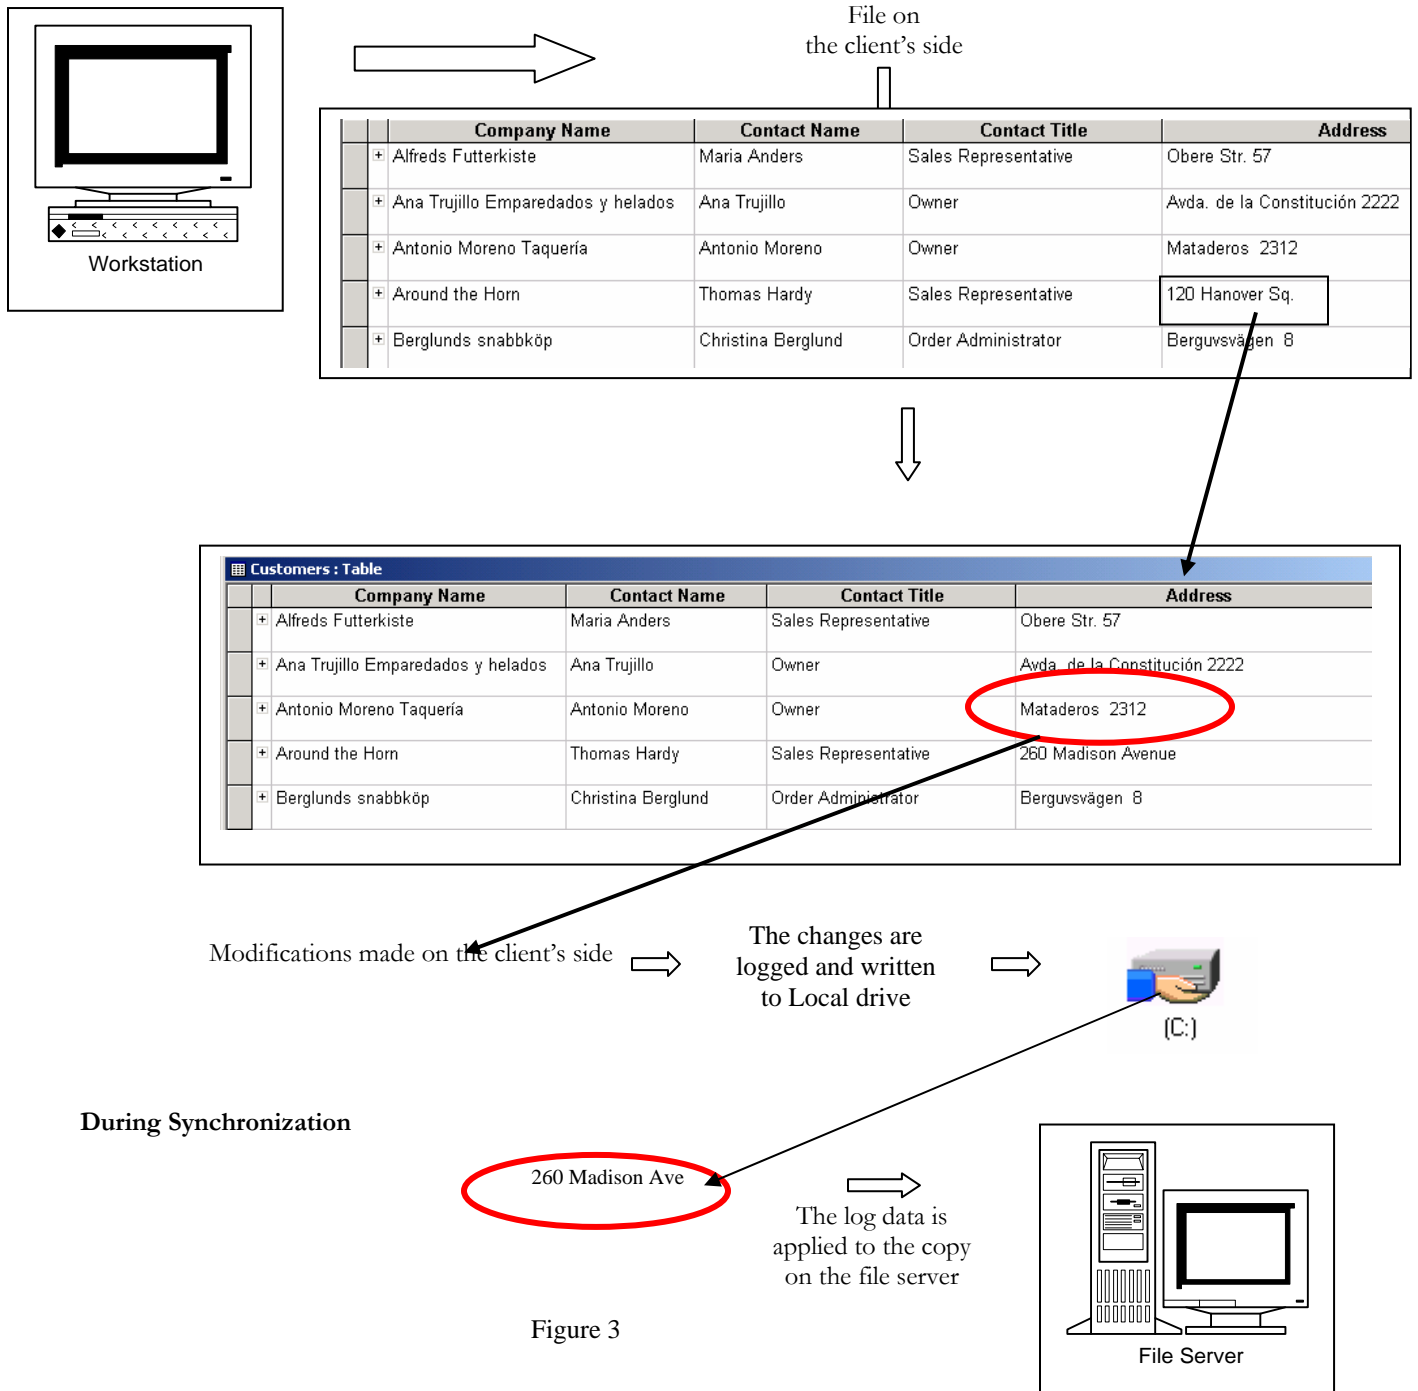 File on
the client's side
Workstation
Company Name Contact Name Contact Title Address
Alfreds Futterkiste Maria Anders Sales Representative Obere Str. 57
Ana Trujillo Emparedados y helados Ana Trujillo Owner Avda. de la Constitución 2222
Antonio Moreno Taquería Antonio Moreno Owner Mataderos 2312
Around the Horn Thomas Hardy Sales Representative 120 Hanover Sq.
Berglunds snabbköp Christina Berglund Order Administrator Berguvsvägen 8
Customers : Table
Company Name Contact Name Contact Title Address
Alfreds Futterkiste Maria Anders Sales Representative Obere Str. 57
Ana Trujillo Emparedados y helados Ana Trujillo Owner Avda. de la Constitución 2222
Antonio Moreno Taquería Antonio Moreno Owner Mataderos 2312
Around the Horn Thomas Hardy Sales Representative 260 Madison Avenue
Berglunds snabbköp Christina Berglund Order Administrator Berguvsvägen 8
Modifications made on the client's side
The changes are
logged and written
to Local drive
(C:)
During Synchronization
260 Madison Ave
The log data is
applied to the copy
on the file server
Figure 3
File Server